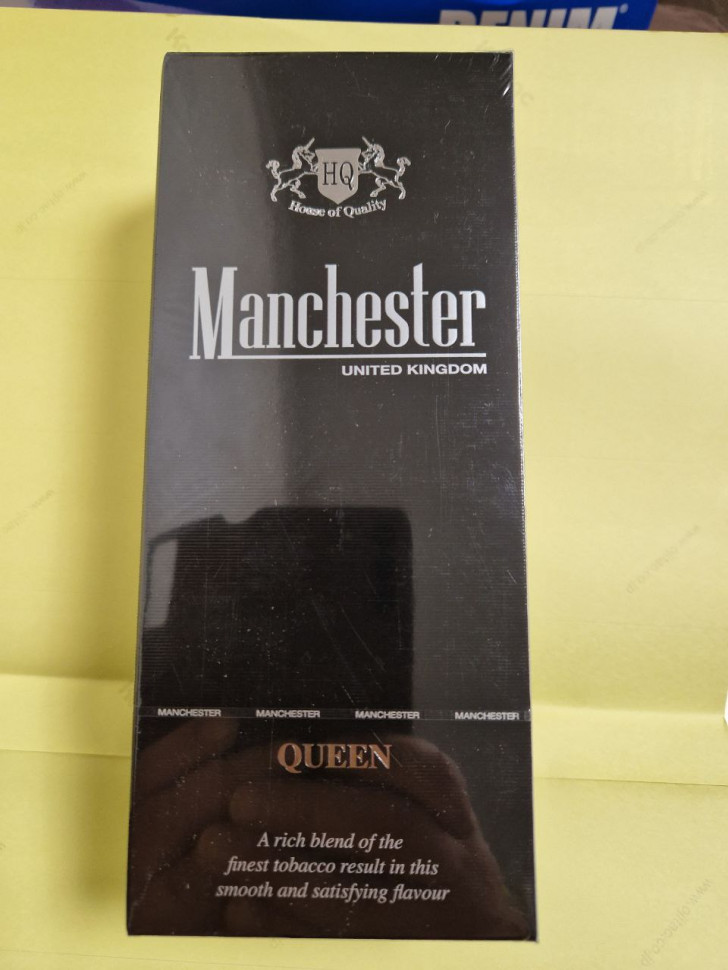 DENIM
HQ
House of Quality
Manchester
UNITED KINGDOM
MANCHESTER MANCHESTER MANCHESTER MANCHESTER
QUEEN
A rich blend of the
finest tobacco result in this
smooth and satisfying flavour